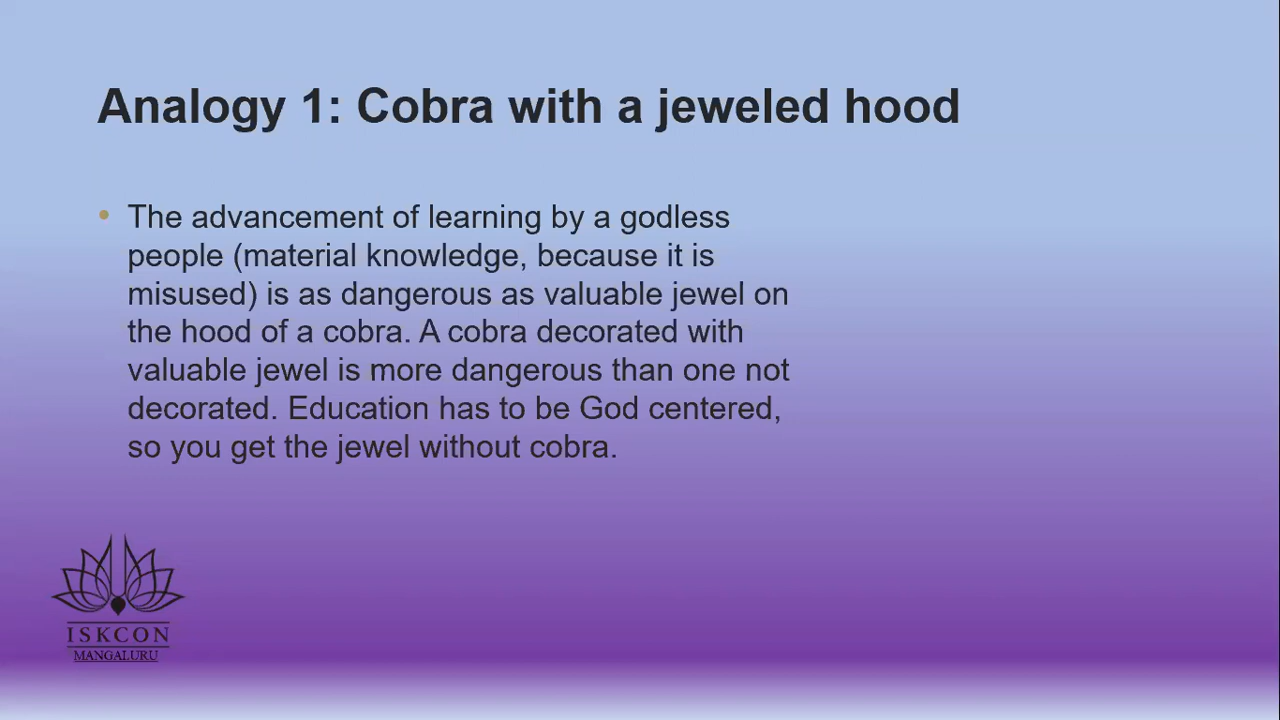 Analogy 1: Cobra with a jeweled hood
• The advancement of learning by a godless
people (material knowledge, because it is
misused) is as dangerous as valuable jewel on
the hood of a cobra. A cobra decorated with
valuable jewel is more dangerous than one not
decorated. Education has to be God centered,
so you get the jewel without cobra.
ISKCON
MANGALURU